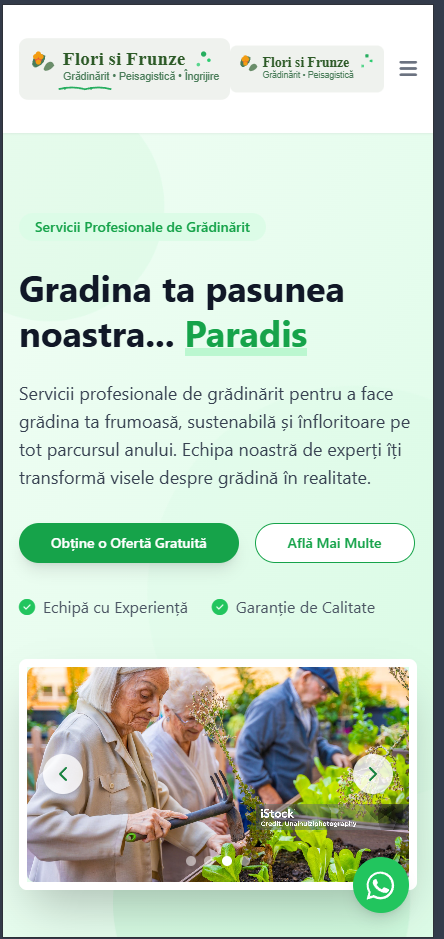 Flori si Frunze
Grădinărit • Peisagistică • Îngrijire
Flori si Frunze
Grădinărit • Peisagistică
Servicii Profesionale de Grădinărit
Gradina ta pasunea
noastra... Paradis
Servicii profesionale de grădinărit pentru a face
grădina ta frumoasă, sustenabilă și înfloritoare pe
tot parcursul anului. Echipa noastră de experți îți
transformă visele despre grădină în realitate.
Obține o Ofertă Gratuită
Află Mai Multe
Echipă cu Experiență
Garanție de Calitate
iStock
Credit: Unaihuiziphotography